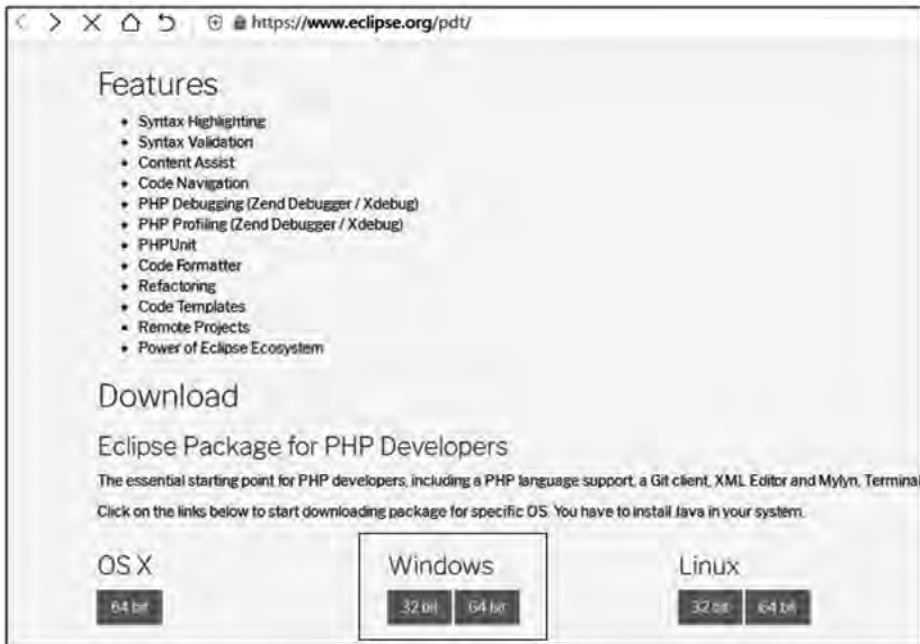 https://www.eclipse.org/pdt/
Features
Syntax Highlighting
Syntax Validation
Content Assist
Code Navigation
PHP Debugging (Zend Debugger / Xdebug)
PHP Profiling (Zend Debugger / Xdebug)
PHPUnit
Code Formatter
Refactoring
Code Templates
Remote Projects
Power of Eclipse Ecosystem
Download
Eclipse Package for PHP Developers
The essential starting point for PHP developers, including a PHP language support, a Git client, XML Editor and Mylyn, Terminal
Click on the links below to start downloading package for specific OS. You have to install Java in your system.
OS X Windows Linux
64 bit 32 bit 64 bit 32 bit 64 bit